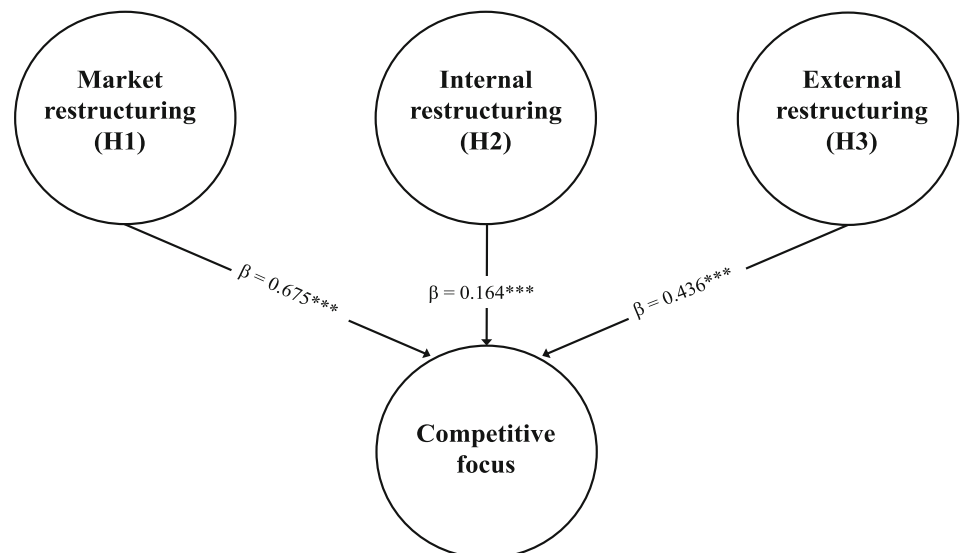 Market
restructuring
(H1)
Internal
restructuring
(H2)
External
restructuring
(H3)
β = 0.675***
β = 0.164***
β = 0.436***
Competitive
focus